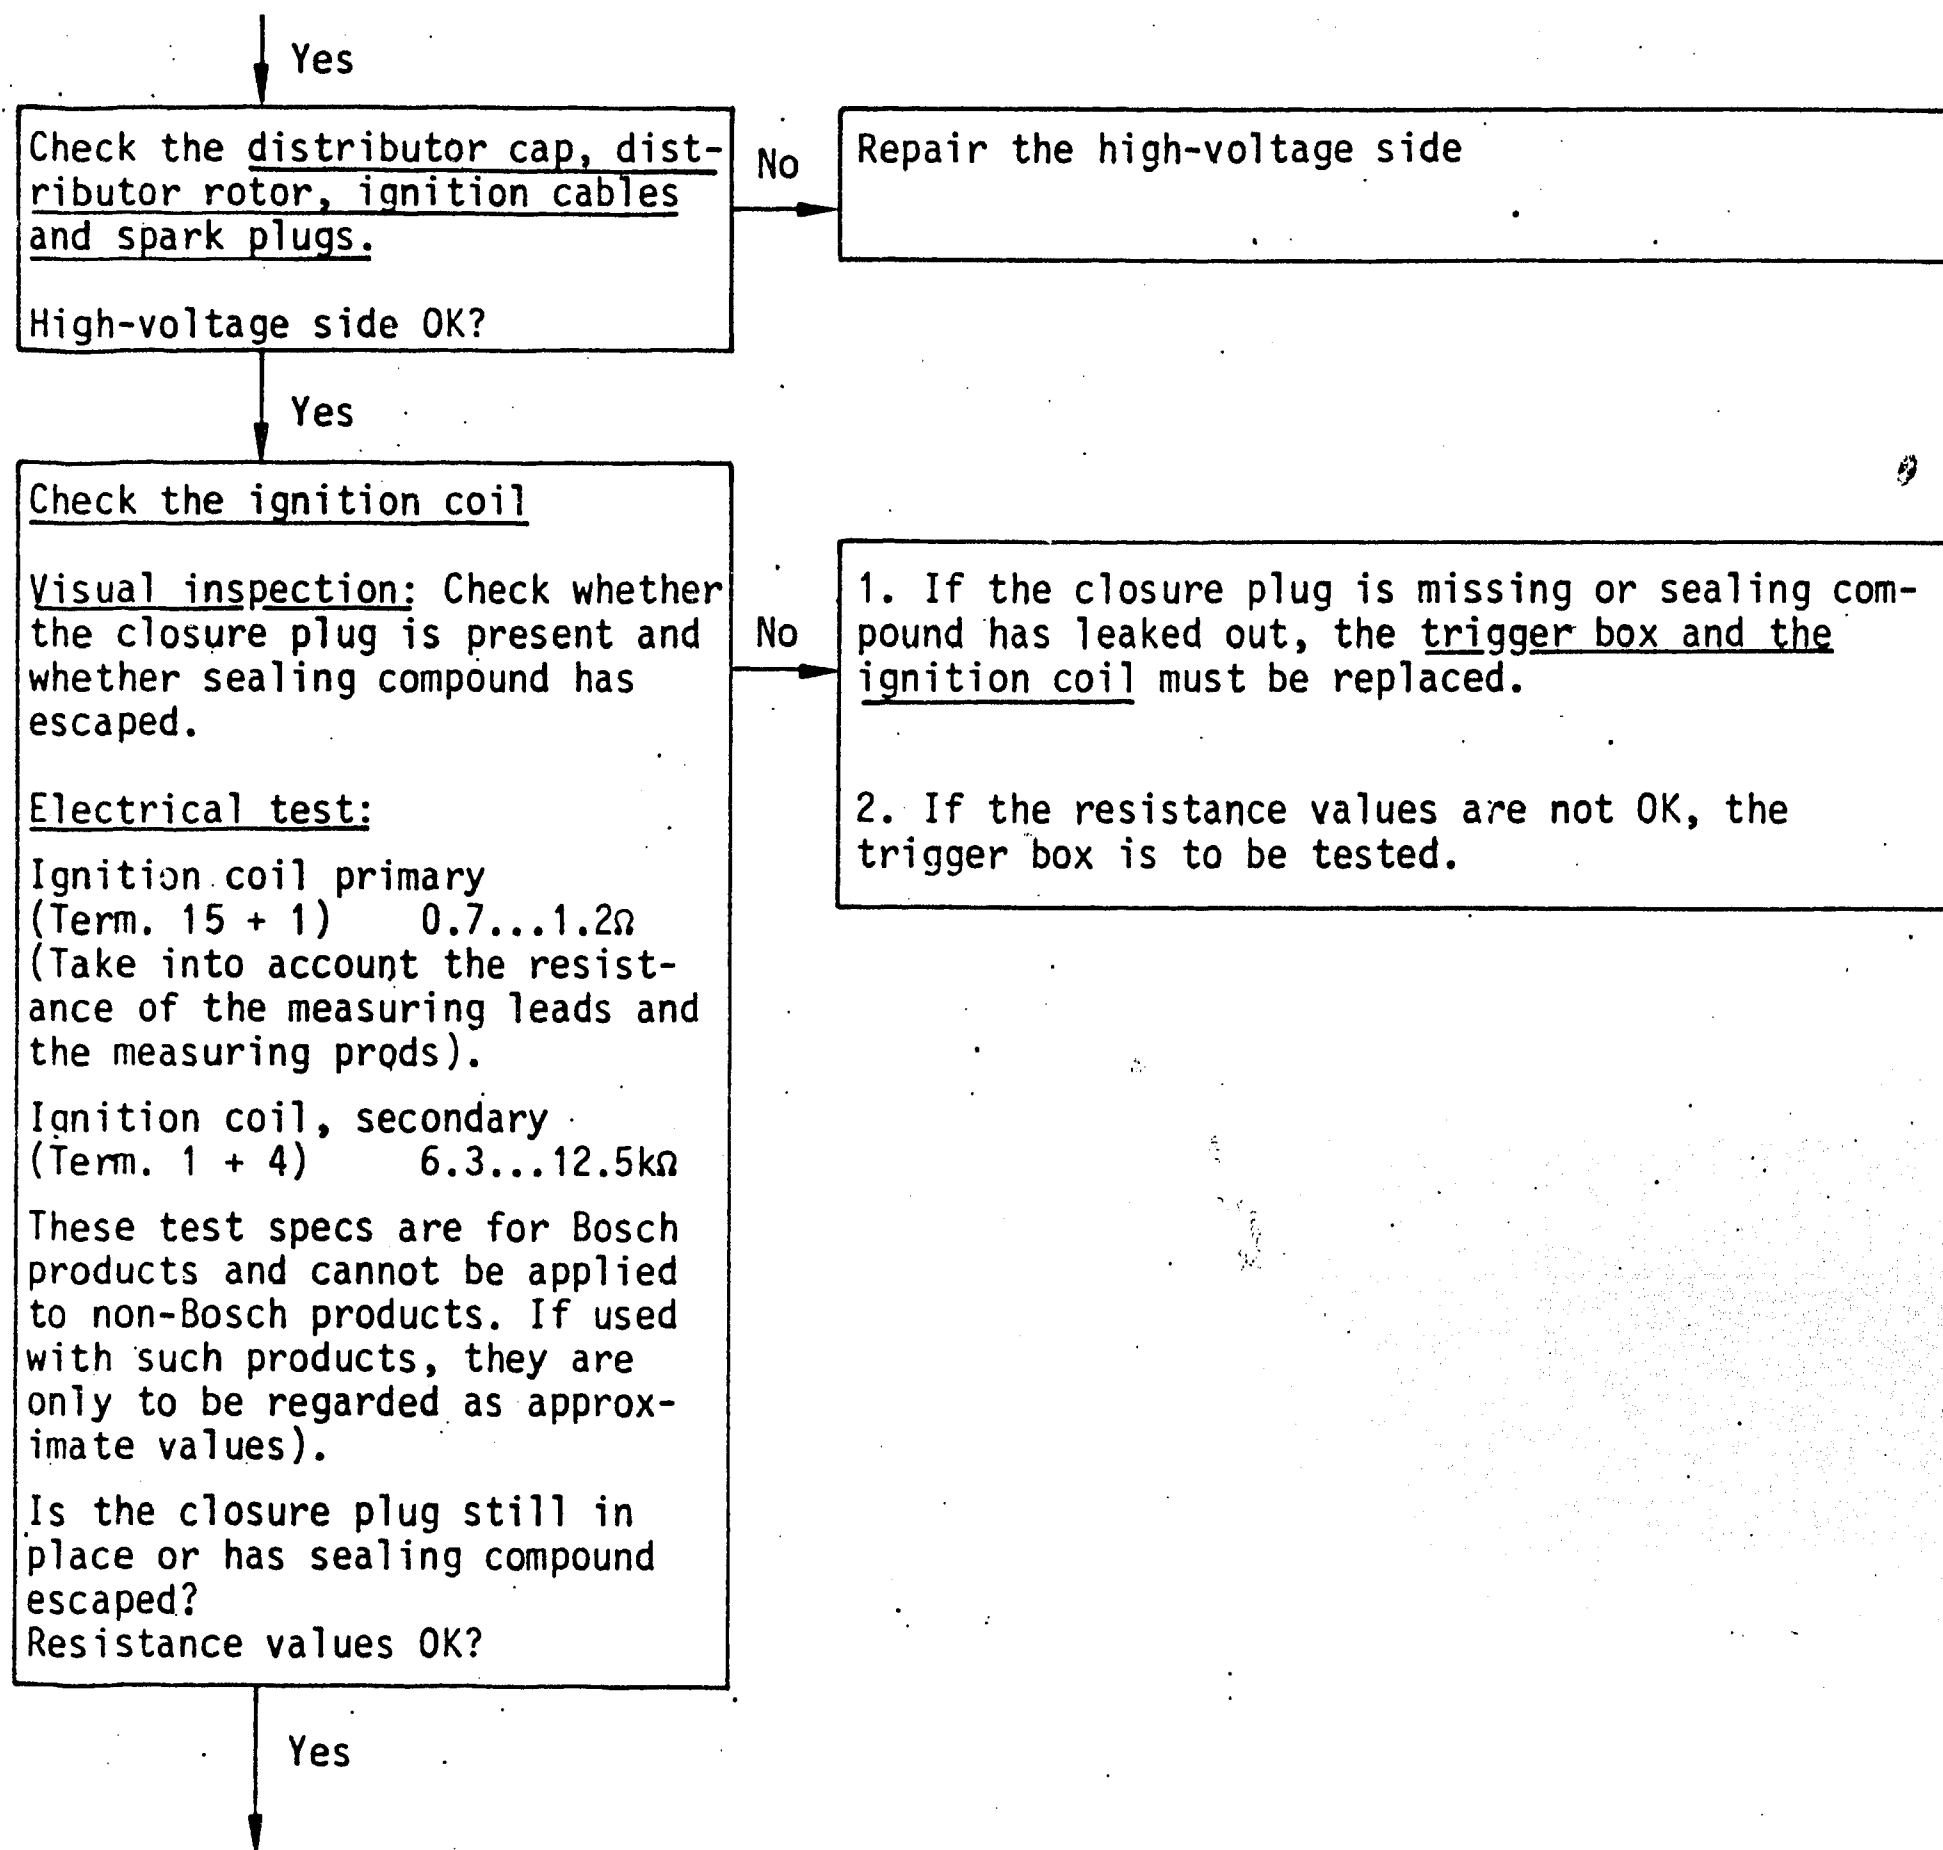 Yes
Check the distributor cap, dist-
ributor rotor, ignition cables
and spark plugs.
High-voltage side OK?
No
Repair the high-voltage side
Yes
Check the ignition coil
Visual inspection: Check whether
the closure plug is present and
whether sealing compound has
escaped.
Electrical test:
Ignition coil primary
(Term. 15 + 1) 0.7...1.2Ω
(Take into account the resist-
ance of the measuring leads and
the measuring prods).
Ignition coil, secondary
(Term. 1 + 4) 6.3...12.5kΩ
These test specs are for Bosch
products and cannot be applied
to non-Bosch products. If used
with such products, they are
only to be regarded as approx-
imate values).
Is the closure plug still in
place or has sealing compound
escaped?
Resistance values OK?
No
1. If the closure plug is missing or sealing com-
pound has leaked out, the trigger box and the
ignition coil must be replaced.
2. If the resistance values are not OK, the
trigger box is to be tested.
Yes